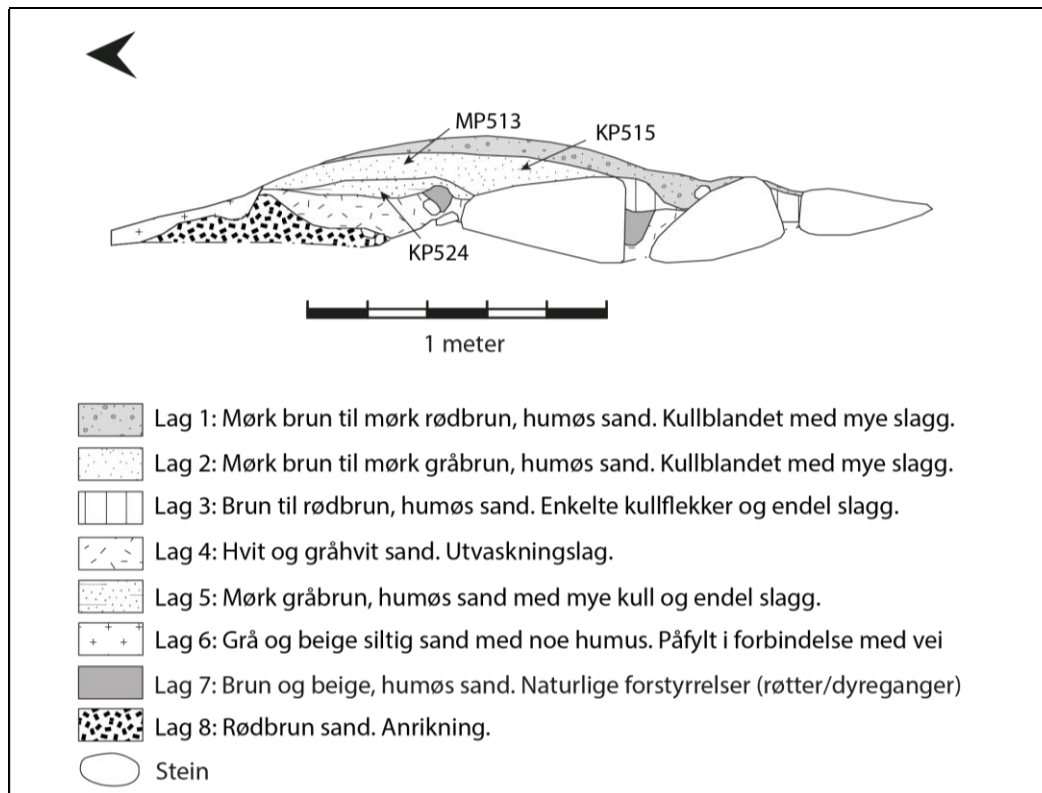 MP513
KP515
KP524
1 meter
Lag 1: Mørk brun til mørk rødbrun, humøs sand. Kullblandet med mye slagg.
Lag 2: Mørk brun til mørk gråbrun, humøs sand. Kullblandet med mye slagg.
Lag 3: Brun til rødbrun, humøs sand. Enkelte kullflekker og endel slagg.
Lag 4: Hvit og gråhvit sand. Utvaskningslag.
Lag 5: Mørk gråbrun, humøs sand med mye kull og endel slagg.
Lag 6: Grå og beige siltig sand med noe humus. Påfylt i forbindelse med vei
Lag 7: Brun og beige, humøs sand. Naturlige forstyrrelser (røtter/dyreganger)
Lag 8: Rødbrun sand. Anrikning.
Stein